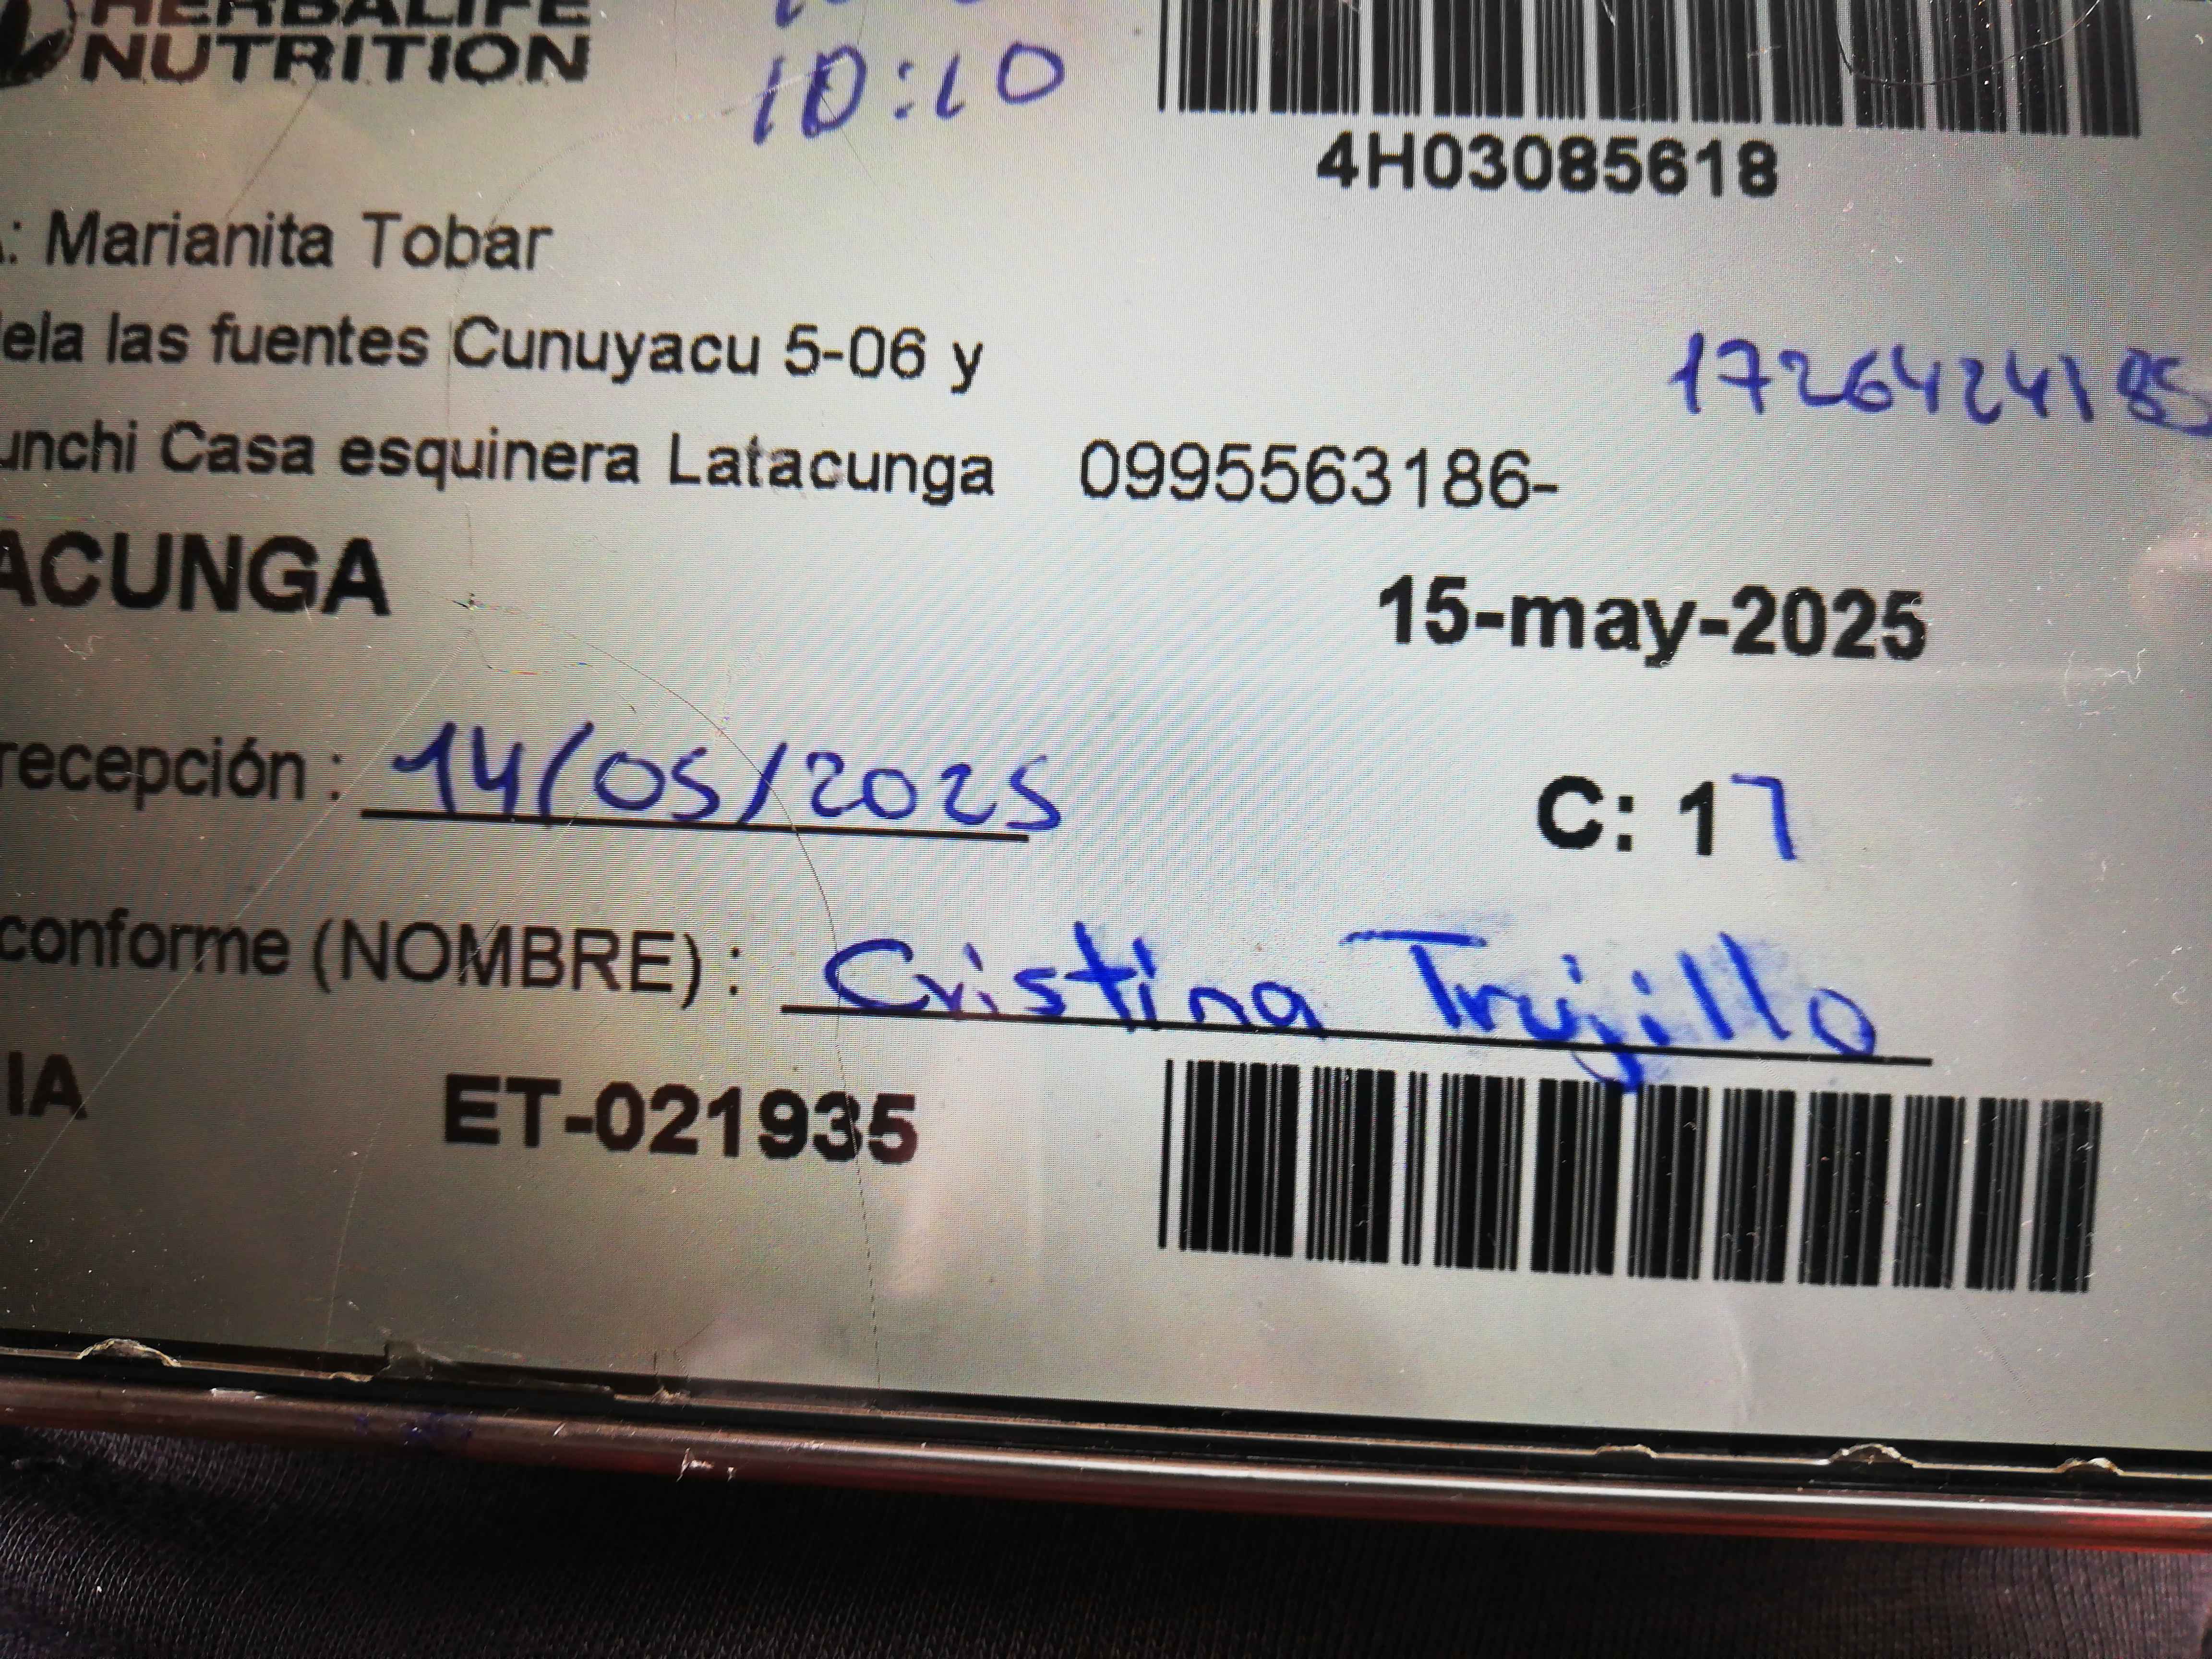 HERBALIFE
NUTRITION
10:10
4H03085618
: Marianita Tobar
ela las fuentes Cunuyacu 5-06 y
unchi Casa esquinera Latacunga 0995563186-
ACUNGA
15-may-2025
recepción : 14/05/2025
C: 17
conforme (NOMBRE) : Cristina Trujillo
IA ET-021935